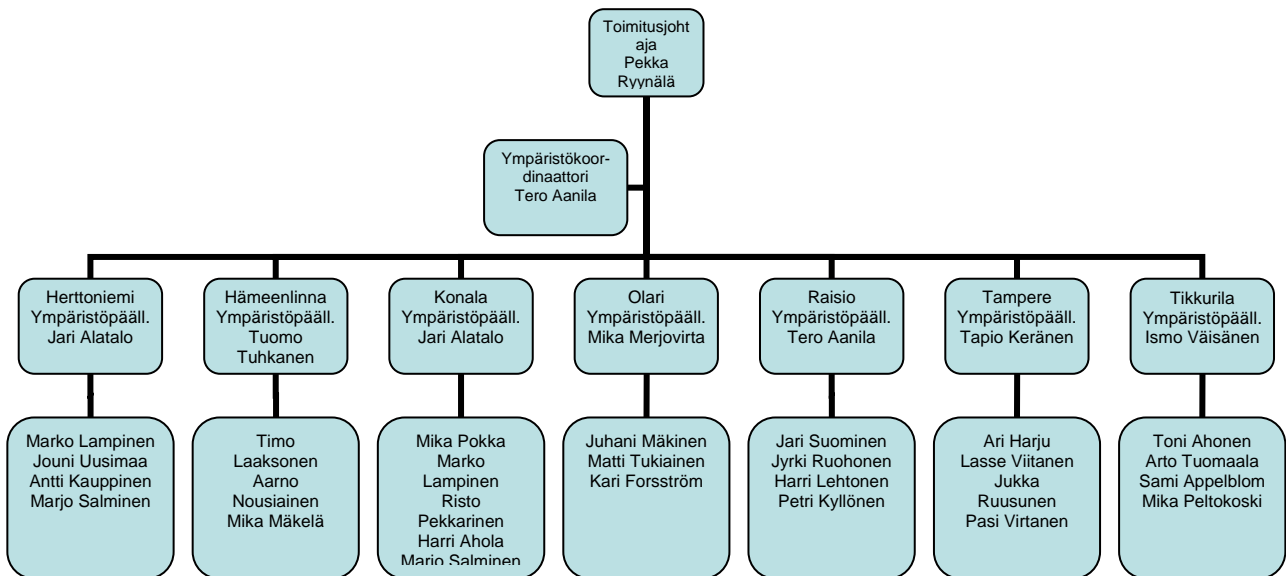 Toimitusjoht
aja
Pekka
Ryynälä
Ympäristökoor-
dinaattori
Tero Aanila
Herttoniemi
Ympäristöpääll.
Jari Alatalo
Hämeenlinna
Ympäristöpääll.
Tuomo
Tuhkanen
Konala
Ympäristöpääll.
Jari Alatalo
Olari
Ympäristöpääll.
Mika Merjovirta
Raisio
Ympäristöpääll.
Tero Aanila
Tampere
Ympäristöpääll.
Tapio Keränen
Tikkurila
Ympäristöpääll.
Ismo Väisänen
Marko Lampinen
Jouni Uusimaa
Antti Kauppinen
Marjo Salminen
Timo
Laaksonen
Aarno
Nousiainen
Mika Mäkelä
Mika Pokka
Marko
Lampinen
Risto
Pekkarinen
Harri Ahola
Marjo Salminen
Juhani Mäkinen
Matti Tukiainen
Kari Forsström
Jari Suominen
Jyrki Ruohonen
Harri Lehtonen
Petri Kyllönen
Ari Harju
Lasse Viitanen
Jukka
Ruusunen
Pasi Virtanen
Toni Ahonen
Arto Tuomaala
Sami Appelblom
Mika Peltokoski